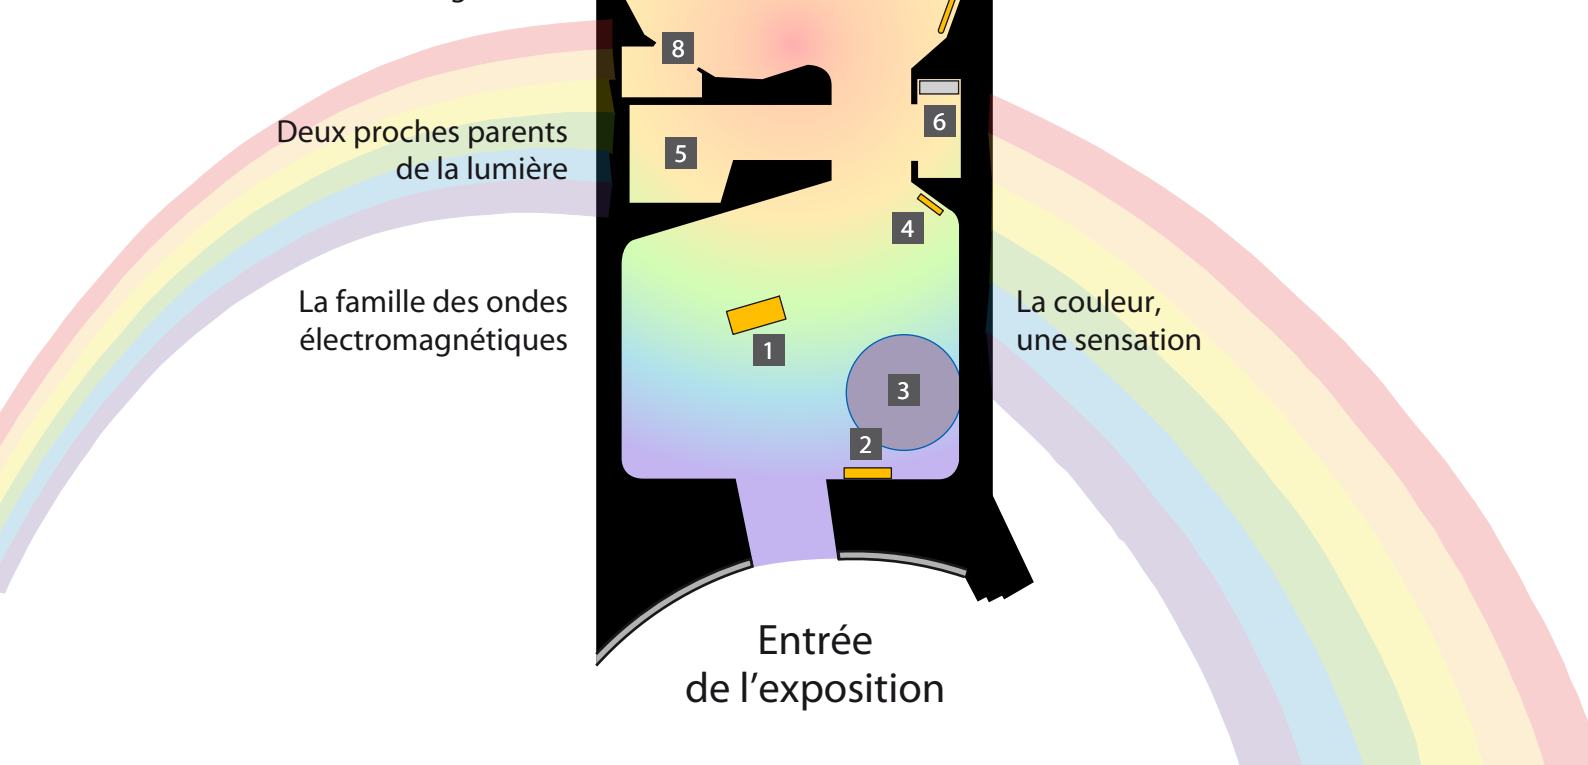 8
6
Deux proches parents
de la lumière
5
4
La famille des ondes
électromagnétiques
La couleur,
une sensation
1
3
2
Entrée
de l’exposition